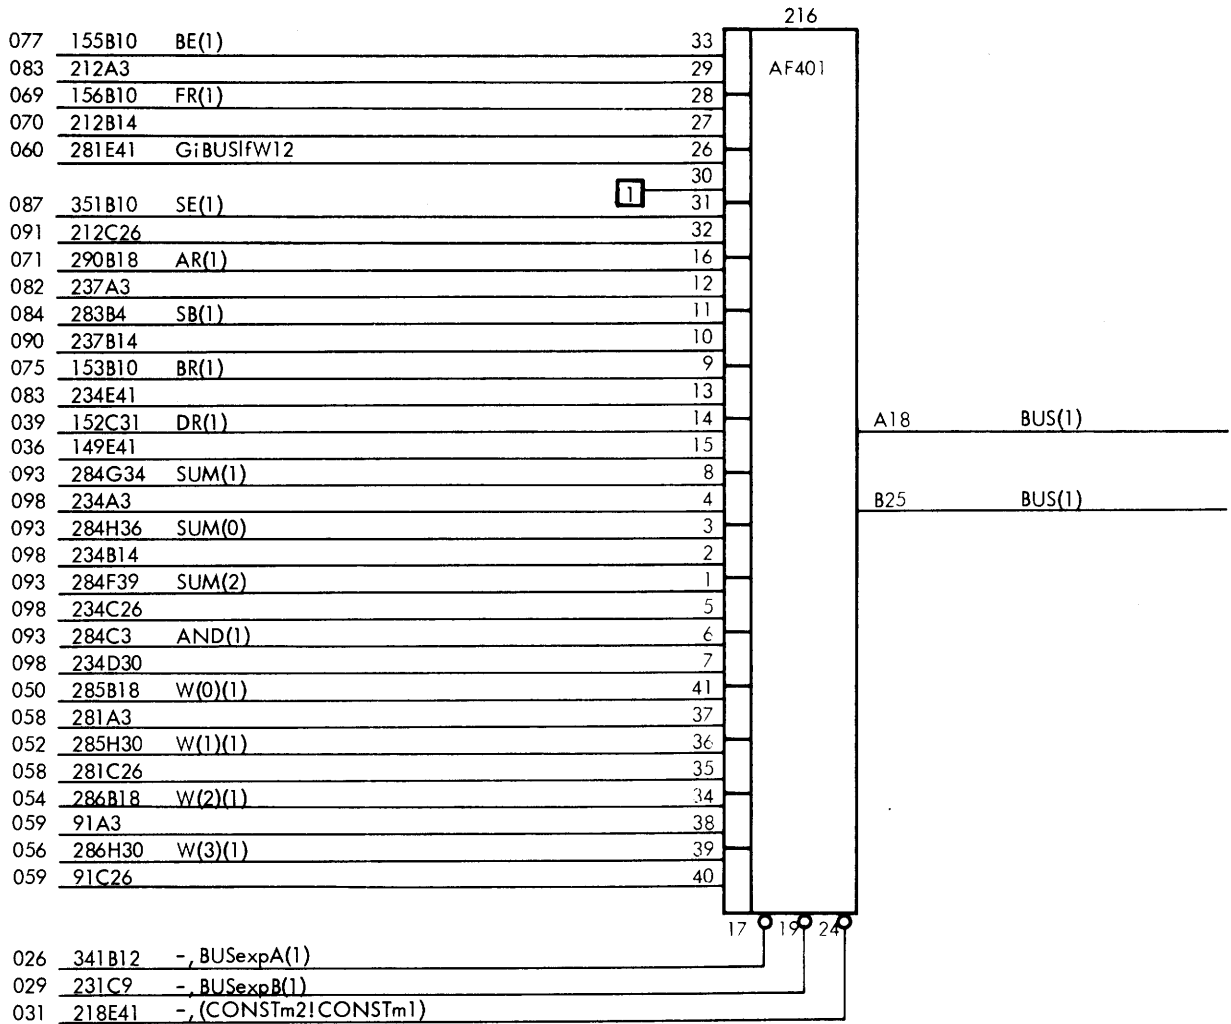 216
AF401
077 155B10 BE(1) 33
083 212A3 29
069 156B10 FR(1) 28
070 212B14 27
060 281E41 GiBUSlfW12 26
30
1
087 351B10 SE(1) 31
091 212C26 32
071 290B18 AR(1) 16
082 237A3 12
084 283B4 SB(1) 11
090 237B14 10
075 153B10 BR(1) 9
083 234E41 13
039 152C31 DR(1) 14
A18 BUS(1)
036 149E41 15
093 284G34 SUM(1) 8
098 234A3 4
B25 BUS(1)
093 284H36 SUM(0) 3
098 234B14 2
093 284F39 SUM(2) 1
098 234C26 5
093 284C3 AND(1) 6
098 234D30 7
050 285B18 W(0)(1) 41
058 281A3 37
052 285H30 W(1)(1) 36
058 281C26 35
054 286B18 W(2)(1) 34
059 91A3 38
056 286H30 W(3)(1) 39
059 91C26 40
17 19 24
026 341B12 -, BUSexpA(1)
029 231C9 -, BUSexpB(1)
031 218E41 -, (CONSTm2!CONSTm1)